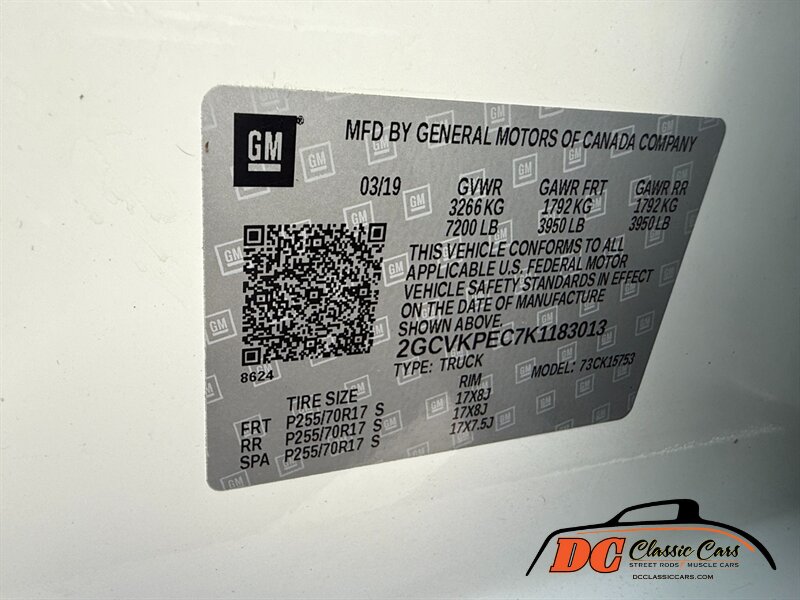 GM
MFD BY GENERAL MOTORS OF CANADA COMPANY
03/19 GVWR GAWR FRT GAWR RR
3266 KG 1792 KG 1792 KG
7200 LB 3950 LB 3950 LB
THIS VEHICLE CONFORMS TO ALL
APPLICABLE U.S. FEDERAL MOTOR
VEHICLE SAFETY STANDARDS IN EFFECT
ON THE DATE OF MANUFACTURE
SHOWN ABOVE.
2GCVKPEC7K1183013
8624
TYPE: TRUCK MODEL: 73CK15753
TIRE SIZE RIM
FRT P255/70R17 S 17X8J
RR P255/70R17 S 17X8J
SPA P255/70R17 S 17X7.5J
DC Classic Cars
STREET RODS / MUSCLE CARS
DCCLASSICCARS.COM